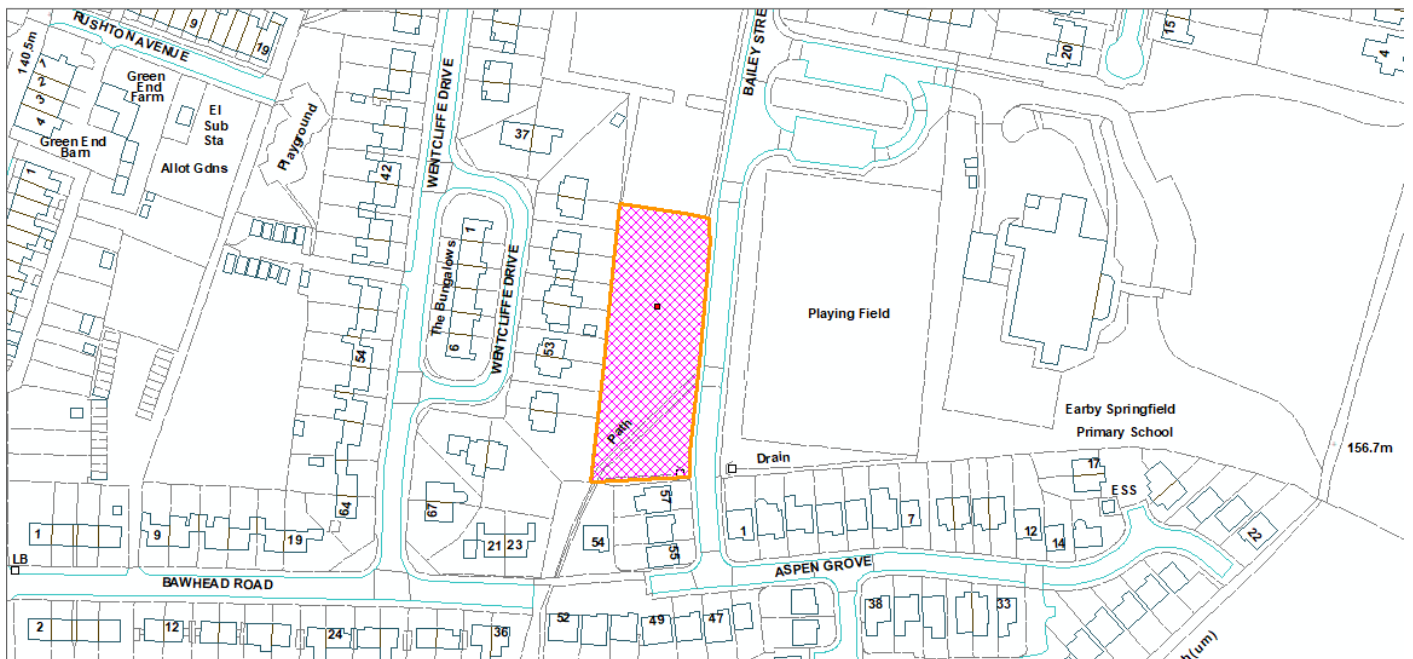 RUSHTON AVENUE
9
19
140.5m
1
2
3
4
Green
End
Farm
El
Sub
Sta
Green End
Barn
Allot Gdns
Playground
1
42
WENTCLIFFE DRIVE
37
BAILEY STRE
20
15
4
The Bungalows
1
6
WENTCLIFFE DRIVE
54
53
64
67
Path
Playing Field
Earby Springfield
Primary School
156.7m
Drain
17
ESS
22
1
9
19
LB
21 23
54
57
55
1
7
12
14
BAWHEAD ROAD
ASPEN GROVE
2
12
24
36
52
49
47
38
33
h(um)